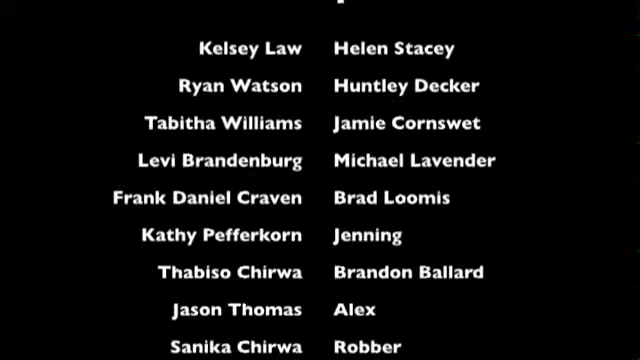 Kelsey Law Helen Stacey
Ryan Watson Huntley Decker
Tabitha Williams Jamie Cornswet
Levi Brandenburg Michael Lavender
Frank Daniel Craven Brad Loomis
Kathy Pefferkorn Jenning
Thabiso Chirwa Brandon Ballard
Jason Thomas Alex
Sanika Chirwa Robber